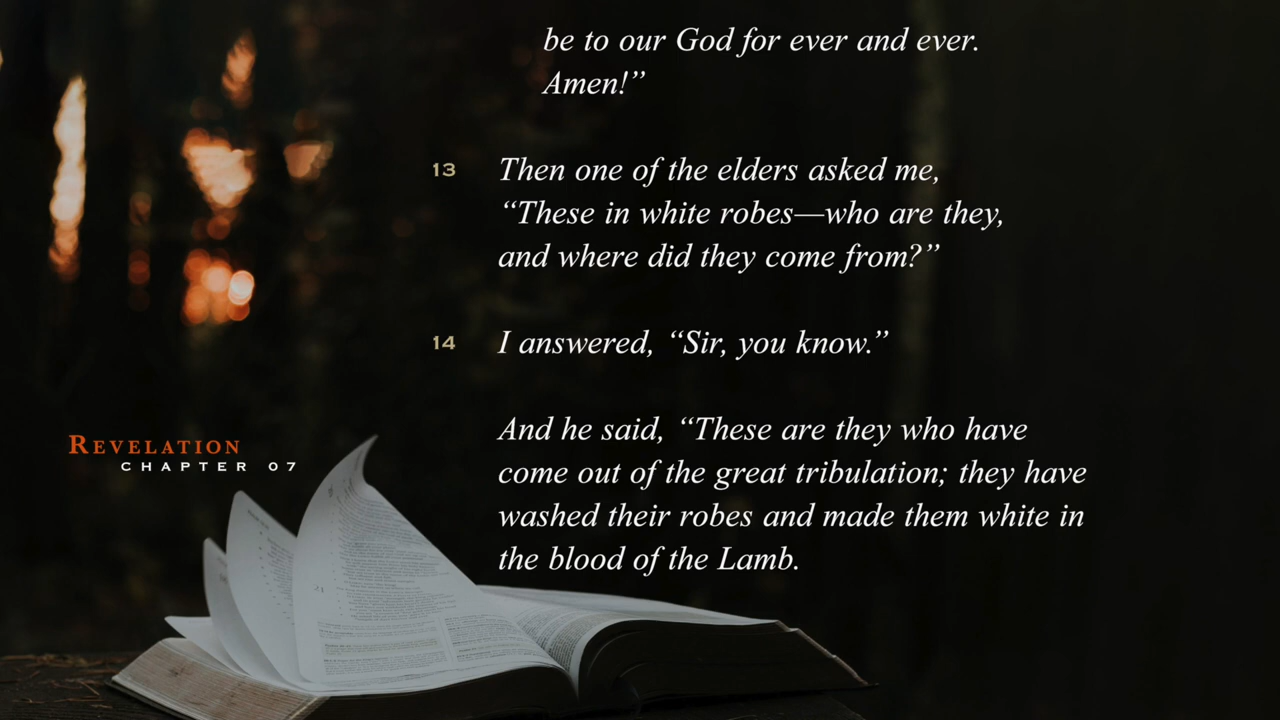 be to our God for ever and ever.
Amen!”
13 Then one of the elders asked me,
“These in white robes—who are they,
and where did they come from?”
14 I answered, “Sir, you know.”
And he said, “These are they who have
come out of the great tribulation; they have
washed their robes and made them white in
the blood of the Lamb.
REVELATION
CHAPTER 07